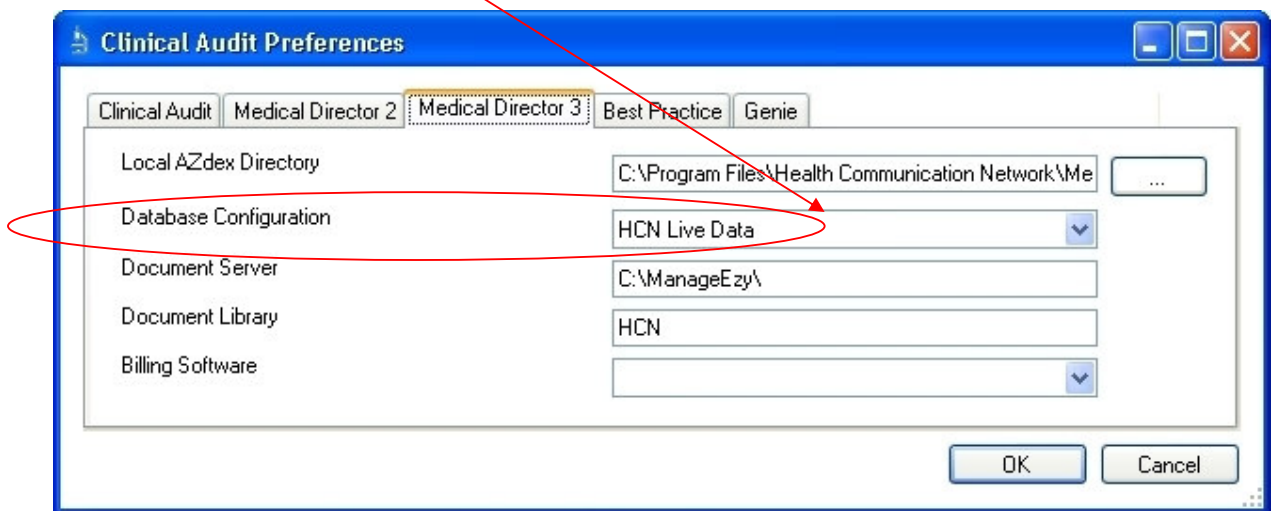 Clinical Audit Preferences
Clinical Audit Medical Director 2 Medical Director 3 Best Practice Genie
Local AZdex Directory C:\Program Files\Health Communication Network\Me ...
Database Configuration HCN Live Data
Document Server C:\ManageEzy\
Document Library HCN
Billing Software
OK Cancel